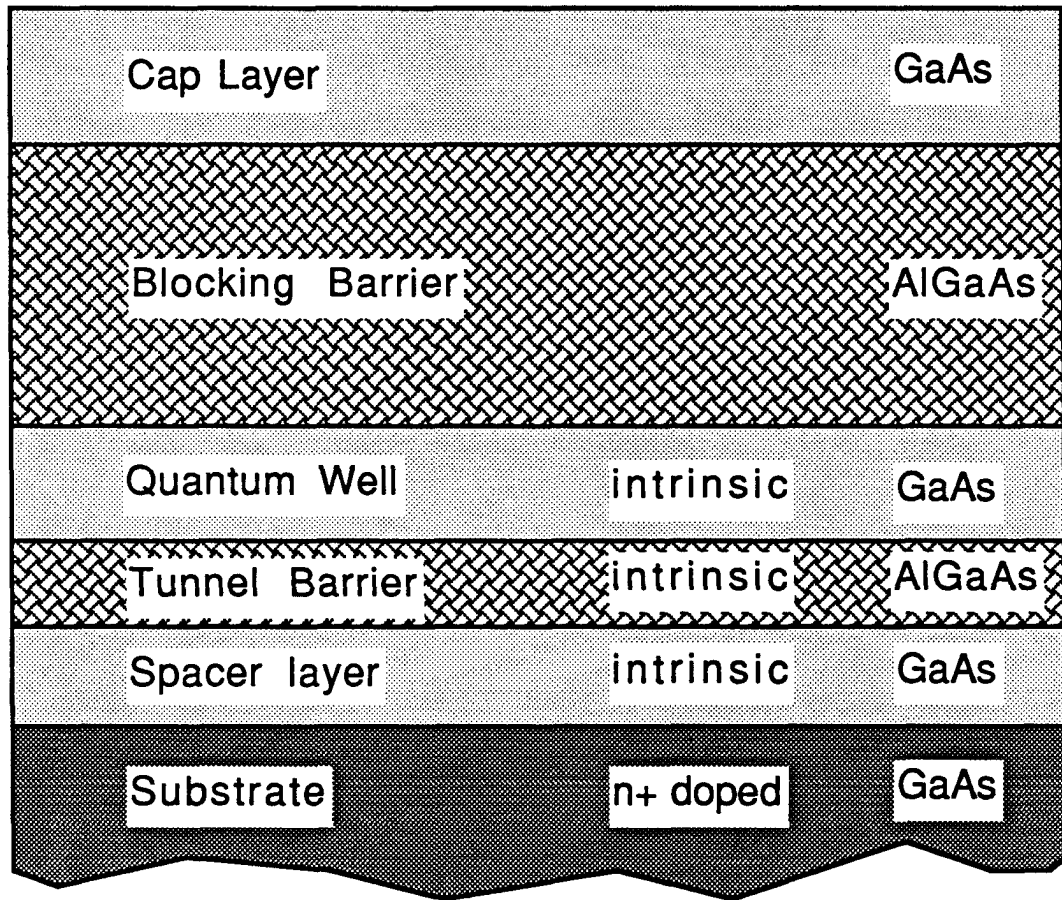 Cap Layer GaAs
Blocking Barrier AlGaAs
Quantum Well intrinsic GaAs
Tunnel Barrier intrinsic AlGaAs
Spacer layer intrinsic GaAs
Substrate n+ doped GaAs